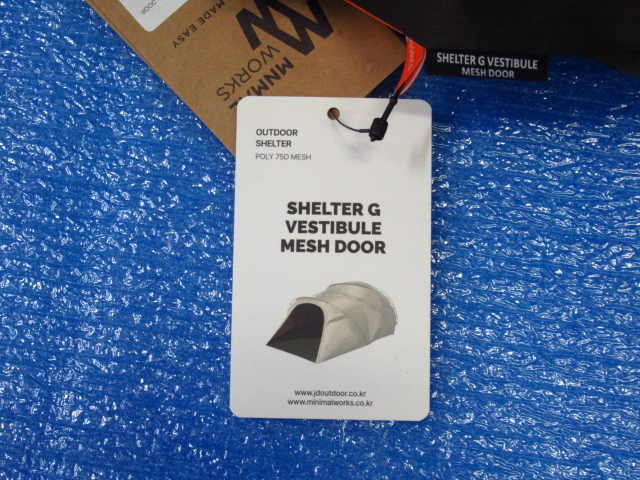 DOOR
MADE EASY
MINIMAL
WORKS
SHELTER G VESTIBULE
MESH DOOR
OUTDOOR
SHELTER
POLY 75D MESH
SHELTER G
VESTIBULE
MESH DOOR
www.jdoutdoor.co.kr
www.minimalworks.co.kr